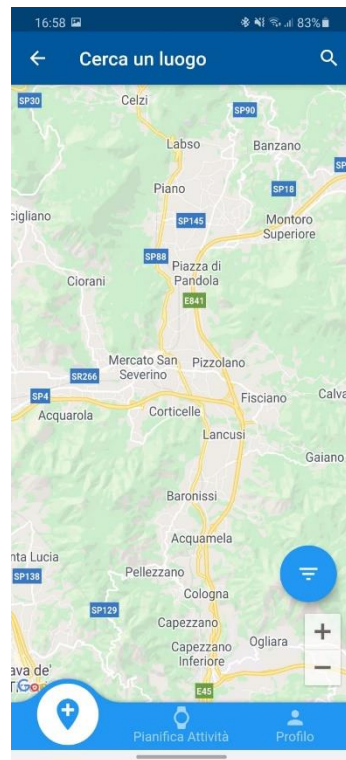 16:58 83%
Cerca un luogo
SP30 Celzi SP90
Labso Banzano
SP
Piano SP18
cigliano SP145 Montoro
Superiore
SP88 Piazza di
Pandola
Ciorani
E841
Mercato San Pizzolano
SR266 Severino
SP4 Fisciano Calva
Acquarola Corticelle
Lancusi
Gaiano
Baronissi
Acquamela
nta Lucia
SP138 Pellezzano
Cologna
SP129
Capezzano +
Capezzano Ogliara
Inferiore −
ava de'
E45
Pianifica Attività Profilo